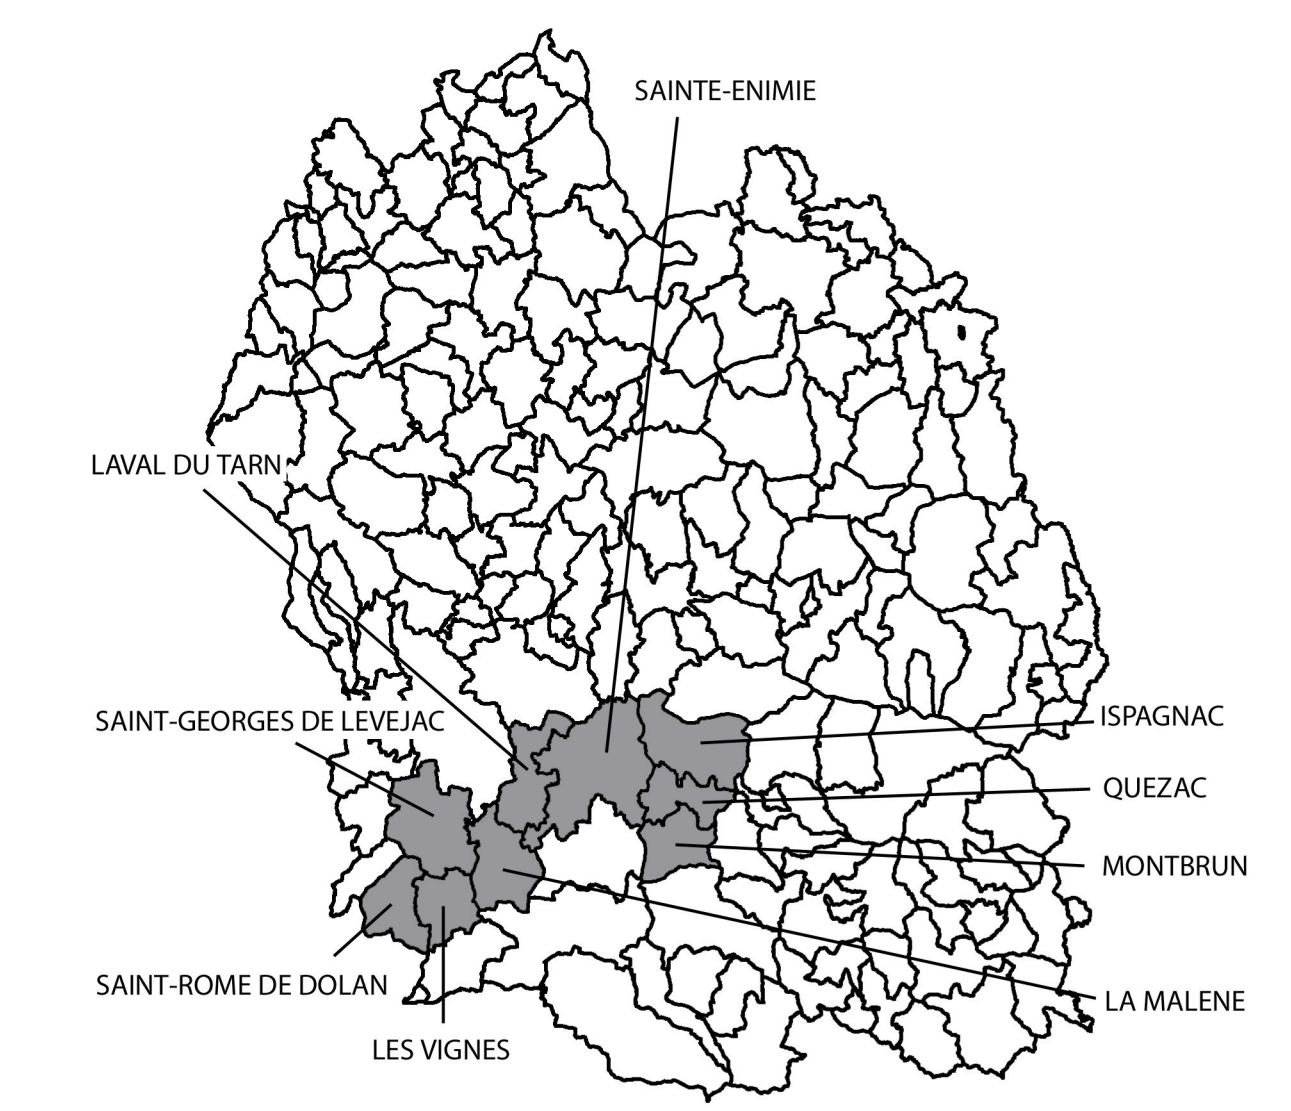 SAINTE-ENIMIE
LAVAL DU TARN
SAINT-GEORGES DE LEVEJAC
ISPAGNAC
QUEZAC
MONTBRUN
SAINT-ROME DE DOLAN
LA MALENE
LES VIGNES